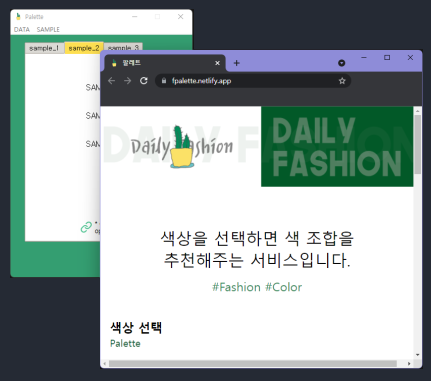 Palette
DATA SAMPLE
sample_1 sample_2 sample_3
SAM
SAM
SAM
팔레트
fpalette.netlify.app
DAILY FASHION
Daily Fashion
DAILY
FASHION
색상을 선택하면 색 조합을
추천해주는 서비스입니다.
#Fashion #Color
색상 선택
Palette